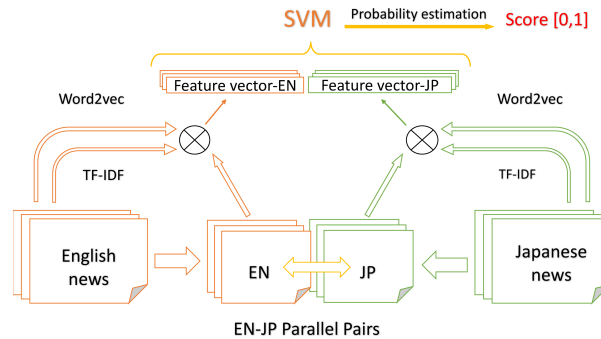 SVM
Probability estimation
Score [0,1]
Feature vector-EN
Feature vector-JP
Word2vec
Word2vec
TF-IDF
TF-IDF
English
news
EN
JP
Japanese
news
EN-JP Parallel Pairs